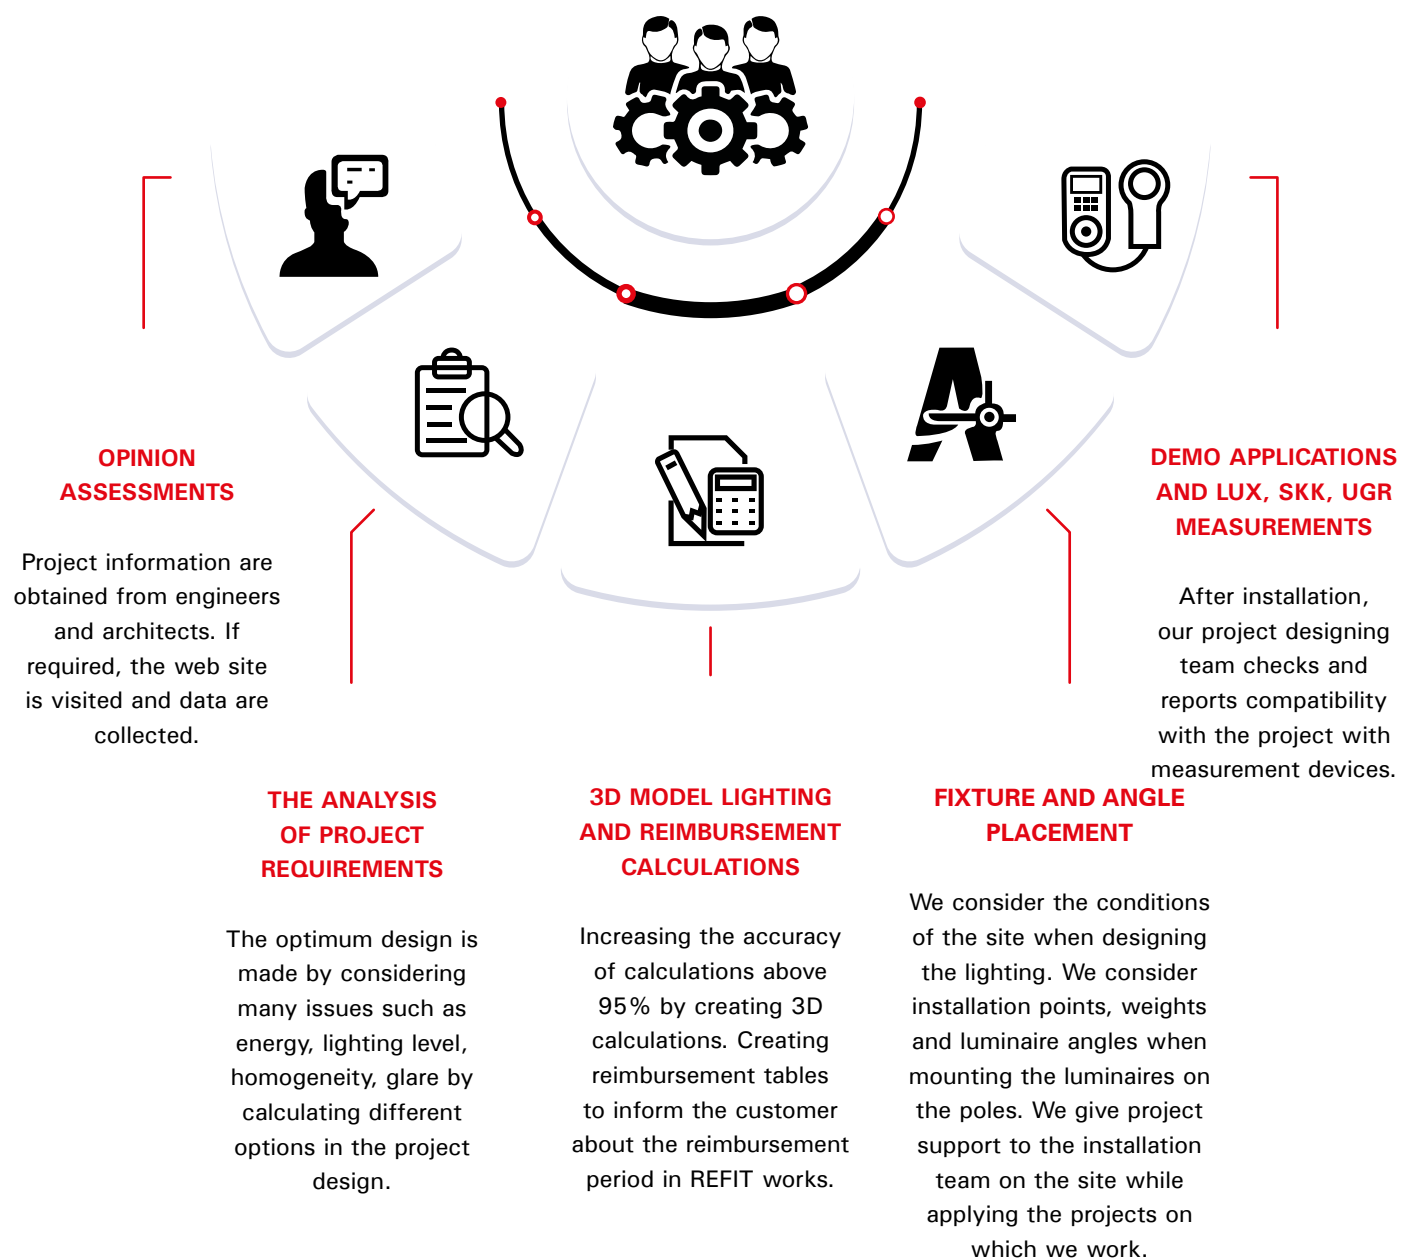 OPINION
ASSESSMENTS
Project information are
obtained from engineers
and architects. If
required, the web site
is visited and data are
collected.
THE ANALYSIS
OF PROJECT
REQUIREMENTS
The optimum design is
made by considering
many issues such as
energy, lighting level,
homogeneity, glare by
calculating different
options in the project
design.
3D MODEL LIGHTING
AND REIMBURSEMENT
CALCULATIONS
Increasing the accuracy
of calculations above
95% by creating 3D
calculations. Creating
reimbursement tables
to inform the customer
about the reimbursement
period in REFIT works.
FIXTURE AND ANGLE
PLACEMENT
We consider the conditions
of the site when designing
the lighting. We consider
installation points, weights
and luminaire angles when
mounting the luminaires on
the poles. We give project
support to the installation
team on the site while
applying the projects on
which we work.
DEMO APPLICATIONS
AND LUX, SKK, UGR
MEASUREMENTS
After installation,
our project designing
team checks and
reports compatibility
with the project with
measurement devices.